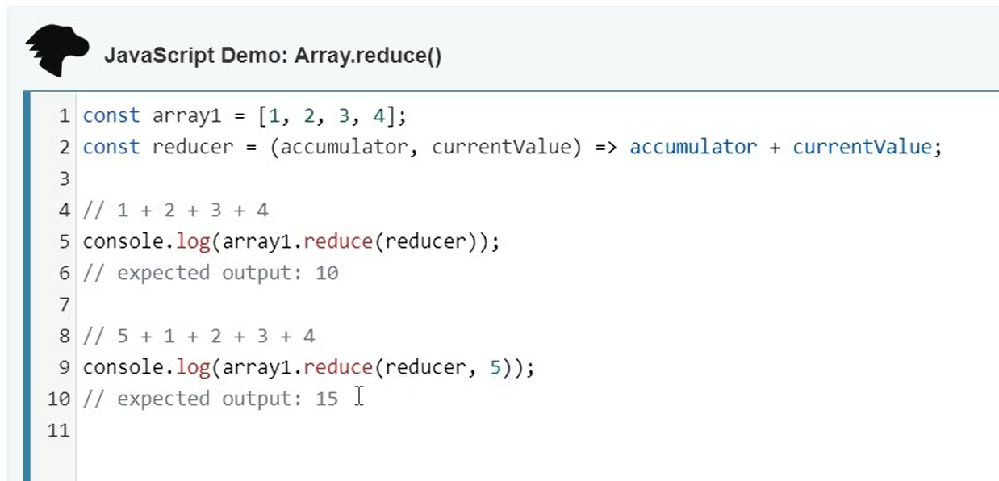 JavaScript Demo: Array.reduce()
1 const array1 = [1, 2, 3, 4];
2 const reducer = (accumulator, currentValue) => accumulator + currentValue;
3
4 // 1 + 2 + 3 + 4
5 console.log(array1.reduce(reducer));
6 // expected output: 10
7
8 // 5 + 1 + 2 + 3 + 4
9 console.log(array1.reduce(reducer, 5));
10 // expected output: 15
11